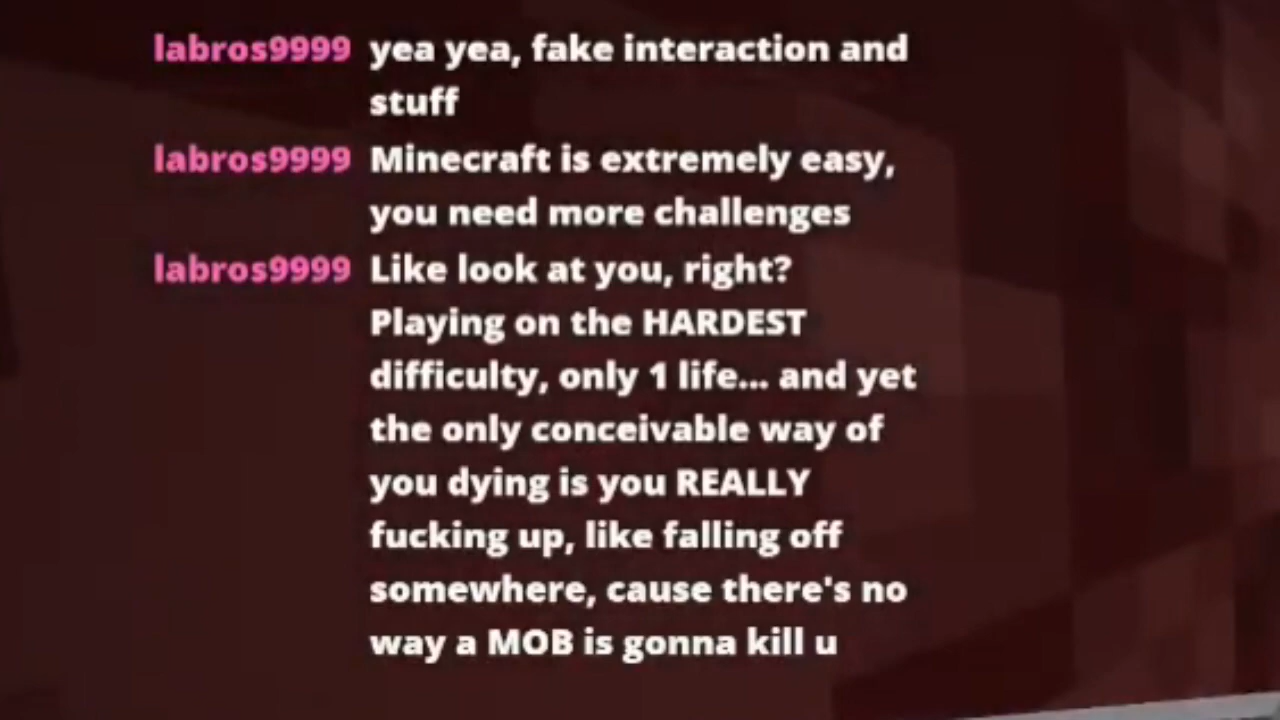 labros9999 yea yea, fake interaction and
stuff
labros9999 Minecraft is extremely easy,
you need more challenges
labros9999 Like look at you, right?
Playing on the HARDEST
difficulty, only 1 life... and yet
the only conceivable way of
you dying is you REALLY
fucking up, like falling off
somewhere, cause there's no
way a MOB is gonna kill u